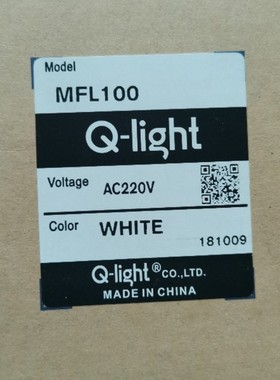 Model
MFL100
Q-light
Voltage AC220V
Color WHITE
181009
Q-light® CO.,LTD.
MADE IN CHINA